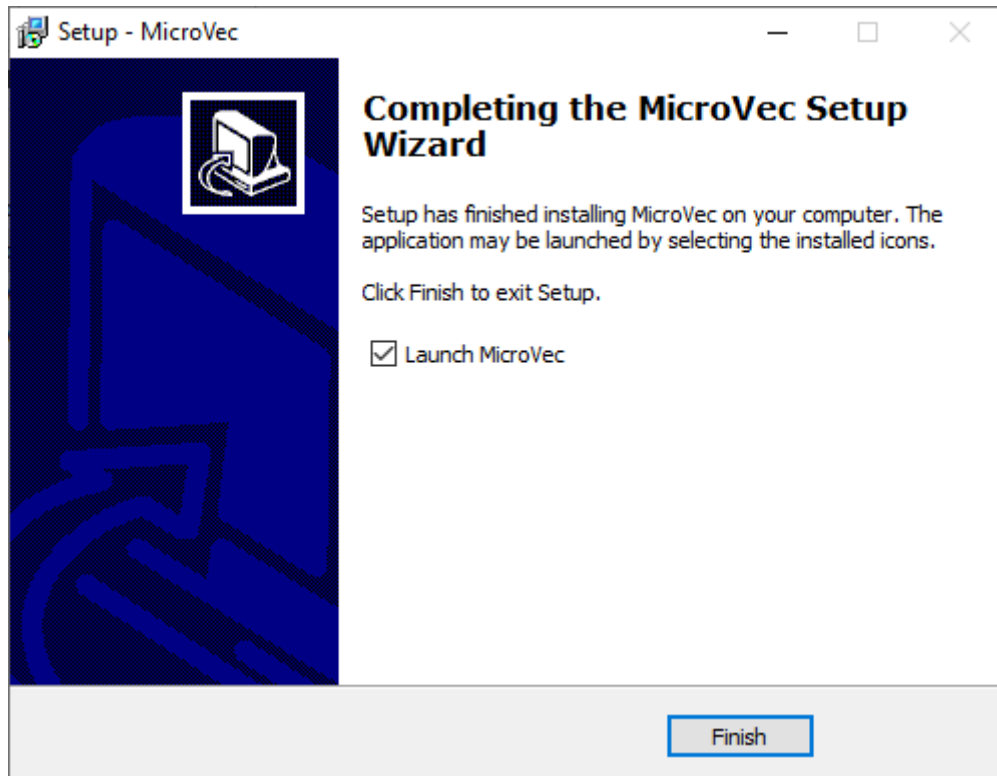 Setup - MicroVec
Completing the MicroVec Setup
Wizard
Setup has finished installing MicroVec on your computer. The
application may be launched by selecting the installed icons.
Click Finish to exit Setup.
Launch MicroVec
Finish